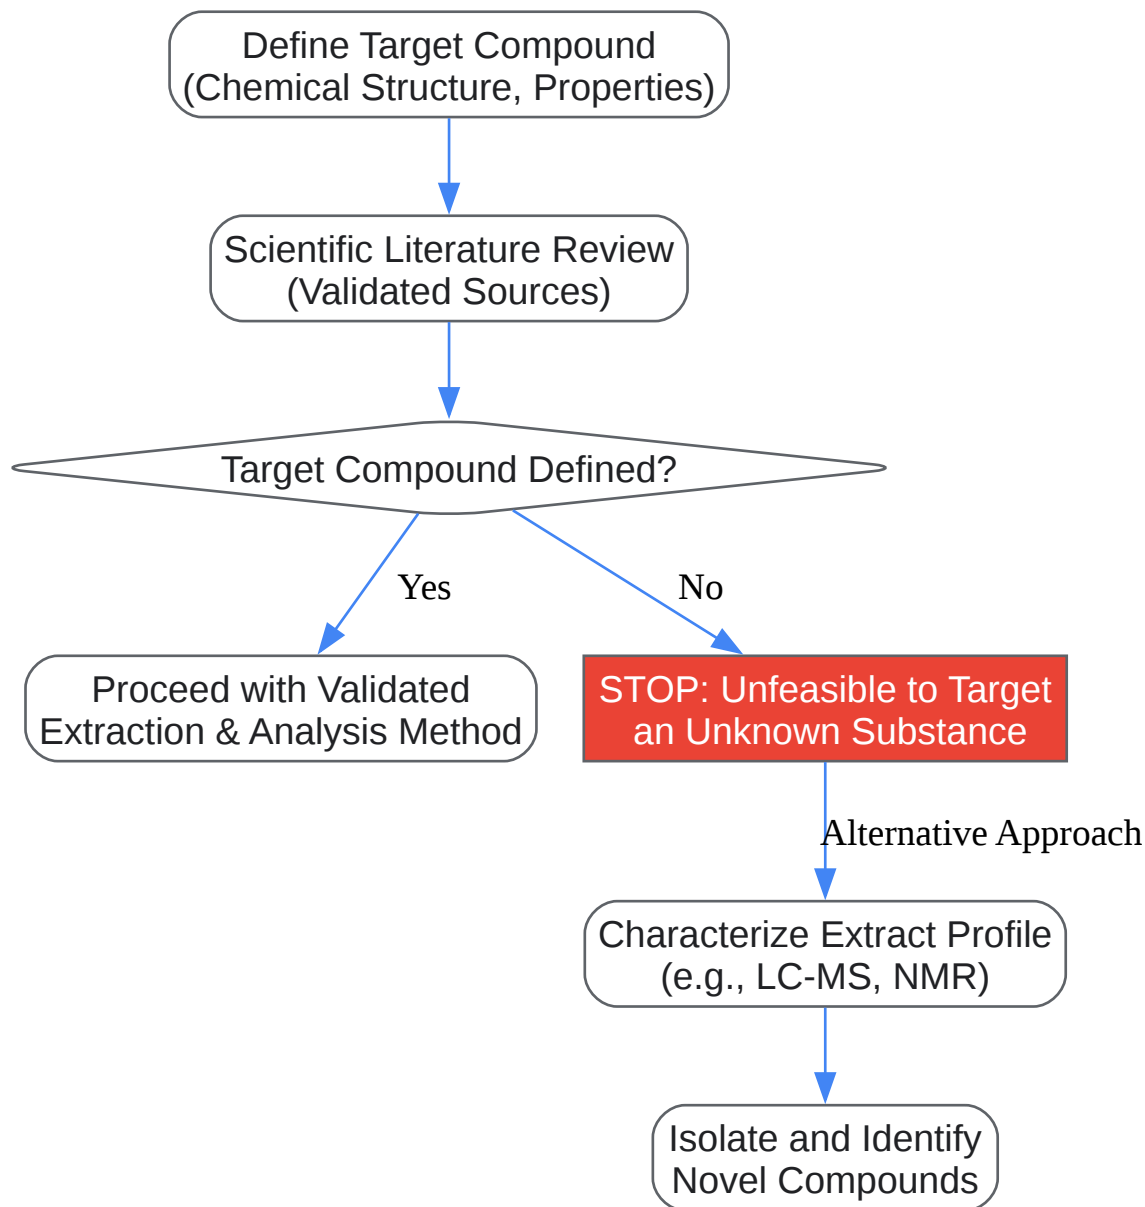 Define Target Compound
(Chemical Structure, Properties)
Scientific Literature Review
(Validated Sources)
Target Compound Defined?
Yes
No
Proceed with Validated
Extraction & Analysis Method
STOP: Unfeasible to Target
an Unknown Substance
Alternative Approach
Characterize Extract Profile
(e.g., LC-MS, NMR)
Isolate and Identify
Novel Compounds